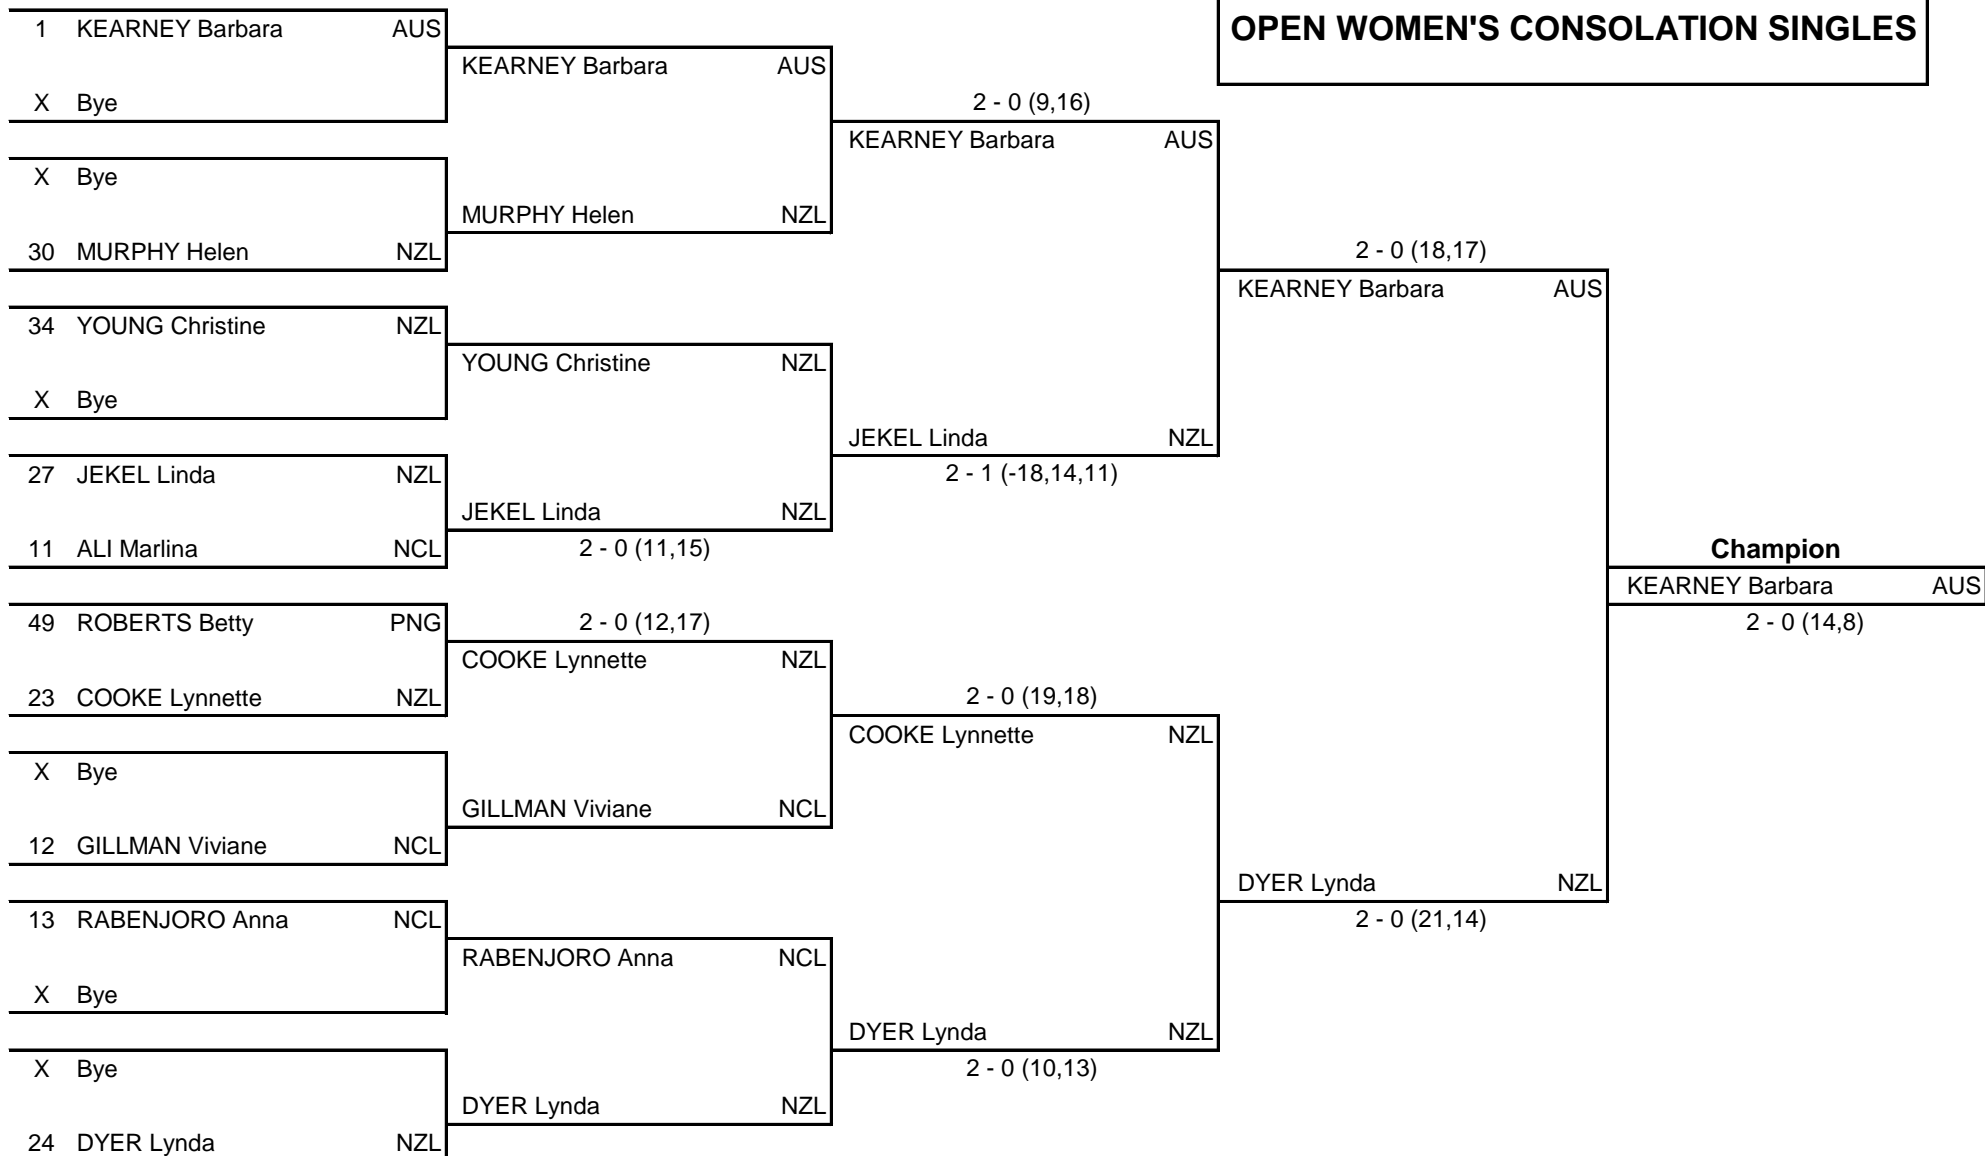 OPEN WOMEN'S CONSOLATION SINGLES
1 KEARNEY Barbara AUS
KEARNEY Barbara AUS
X Bye
2 - 0 (9,16)
KEARNEY Barbara AUS
X Bye
MURPHY Helen NZL
30 MURPHY Helen NZL
2 - 0 (18,17)
KEARNEY Barbara AUS
34 YOUNG Christine NZL
YOUNG Christine NZL
X Bye
JEKEL Linda NZL
27 JEKEL Linda NZL
2 - 1 (-18,14,11)
JEKEL Linda NZL
11 ALI Marlina NCL
2 - 0 (11,15)
Champion
KEARNEY Barbara AUS
49 ROBERTS Betty PNG
2 - 0 (12,17)
2 - 0 (14,8)
COOKE Lynnette NZL
23 COOKE Lynnette NZL
2 - 0 (19,18)
COOKE Lynnette NZL
X Bye
GILLMAN Viviane NCL
12 GILLMAN Viviane NCL
DYER Lynda NZL
13 RABENJORO Anna NCL
2 - 0 (21,14)
RABENJORO Anna NCL
X Bye
DYER Lynda NZL
X Bye
2 - 0 (10,13)
DYER Lynda NZL
24 DYER Lynda NZL